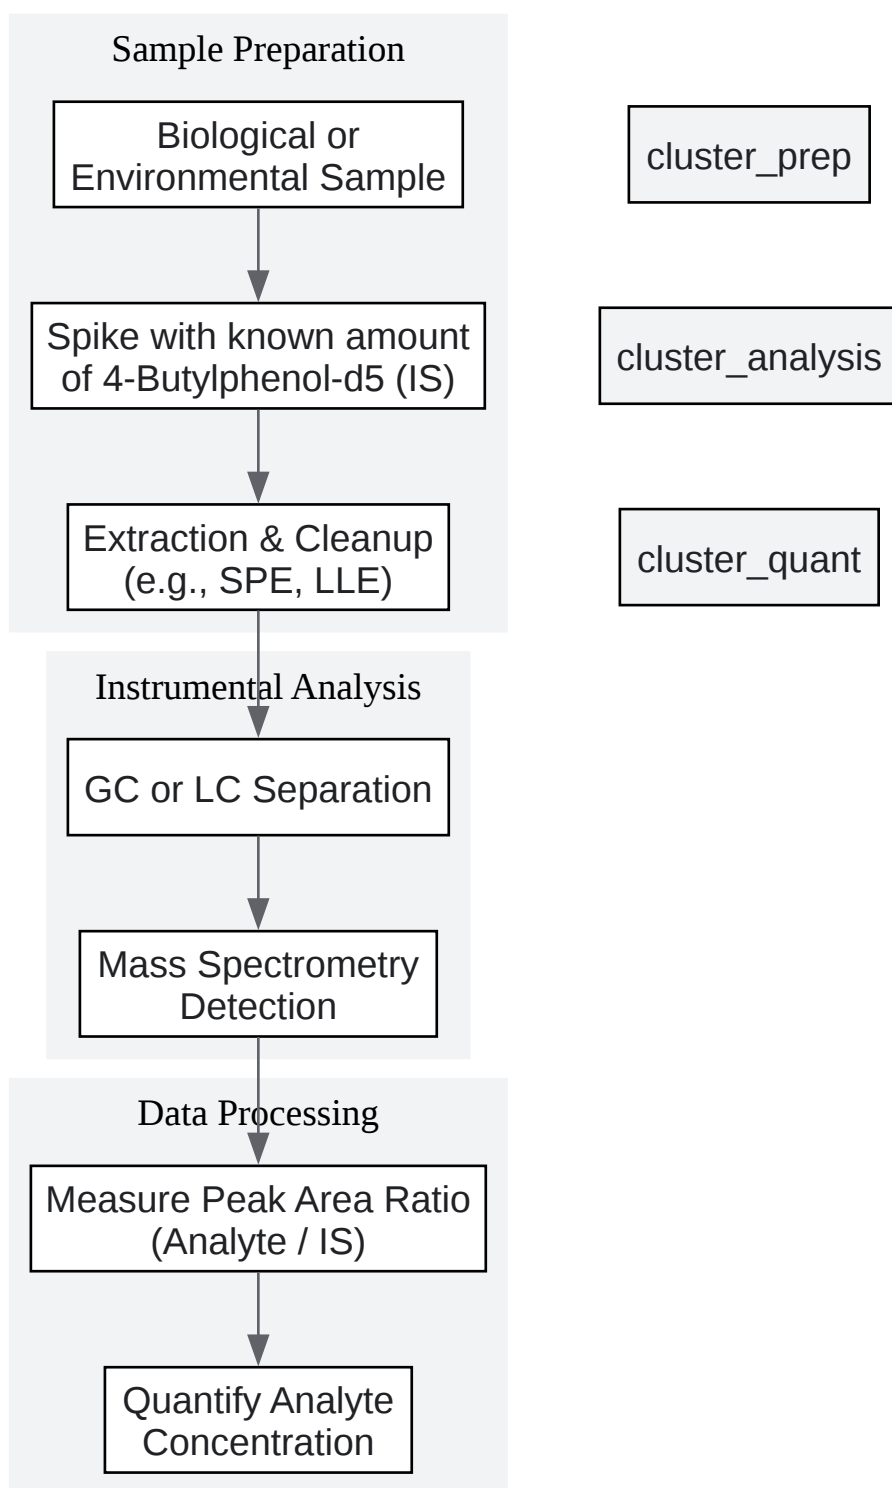 Sample Preparation
Biological or
Environmental Sample
cluster_prep
Spike with known amount
of 4-Butylphenol-d5 (IS)
cluster_analysis
Extraction & Cleanup
(e.g., SPE, LLE)
cluster_quant
Instrumental Analysis
GC or LC Separation
Mass Spectrometry
Detection
Data Processing
Measure Peak Area Ratio
(Analyte / IS)
Quantify Analyte
Concentration